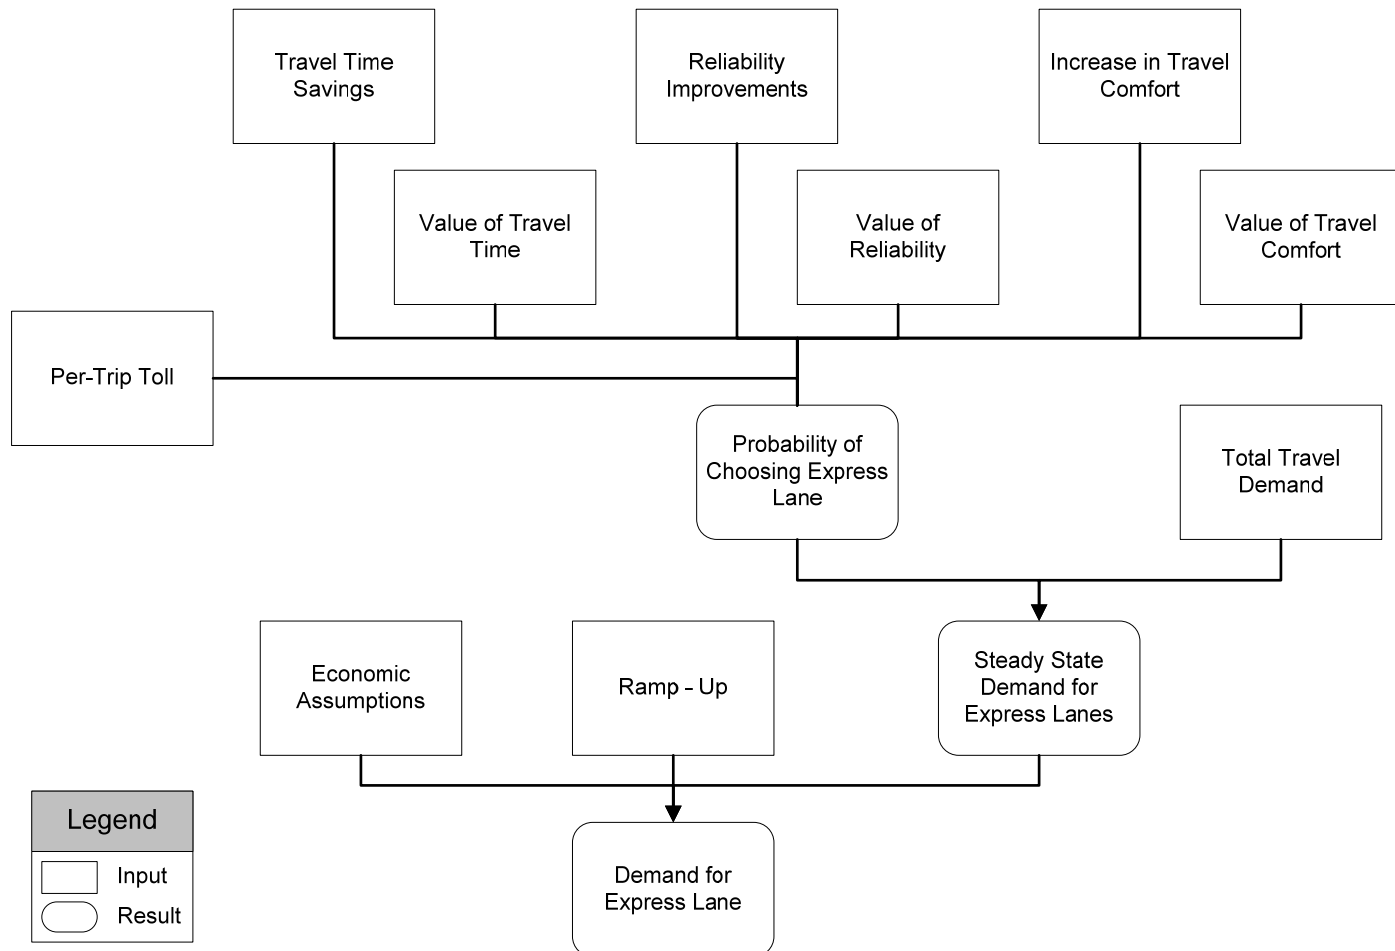 Travel Time
Savings
Reliability
Improvements
Increase in Travel
Comfort
Value of Travel
Time
Value of
Reliability
Value of Travel
Comfort
Per-Trip Toll
Probability of
Choosing Express
Lane
Total Travel
Demand
Economic
Assumptions
Ramp - Up
Steady State
Demand for
Express Lanes
Legend
Input
Result
Demand for
Express Lane